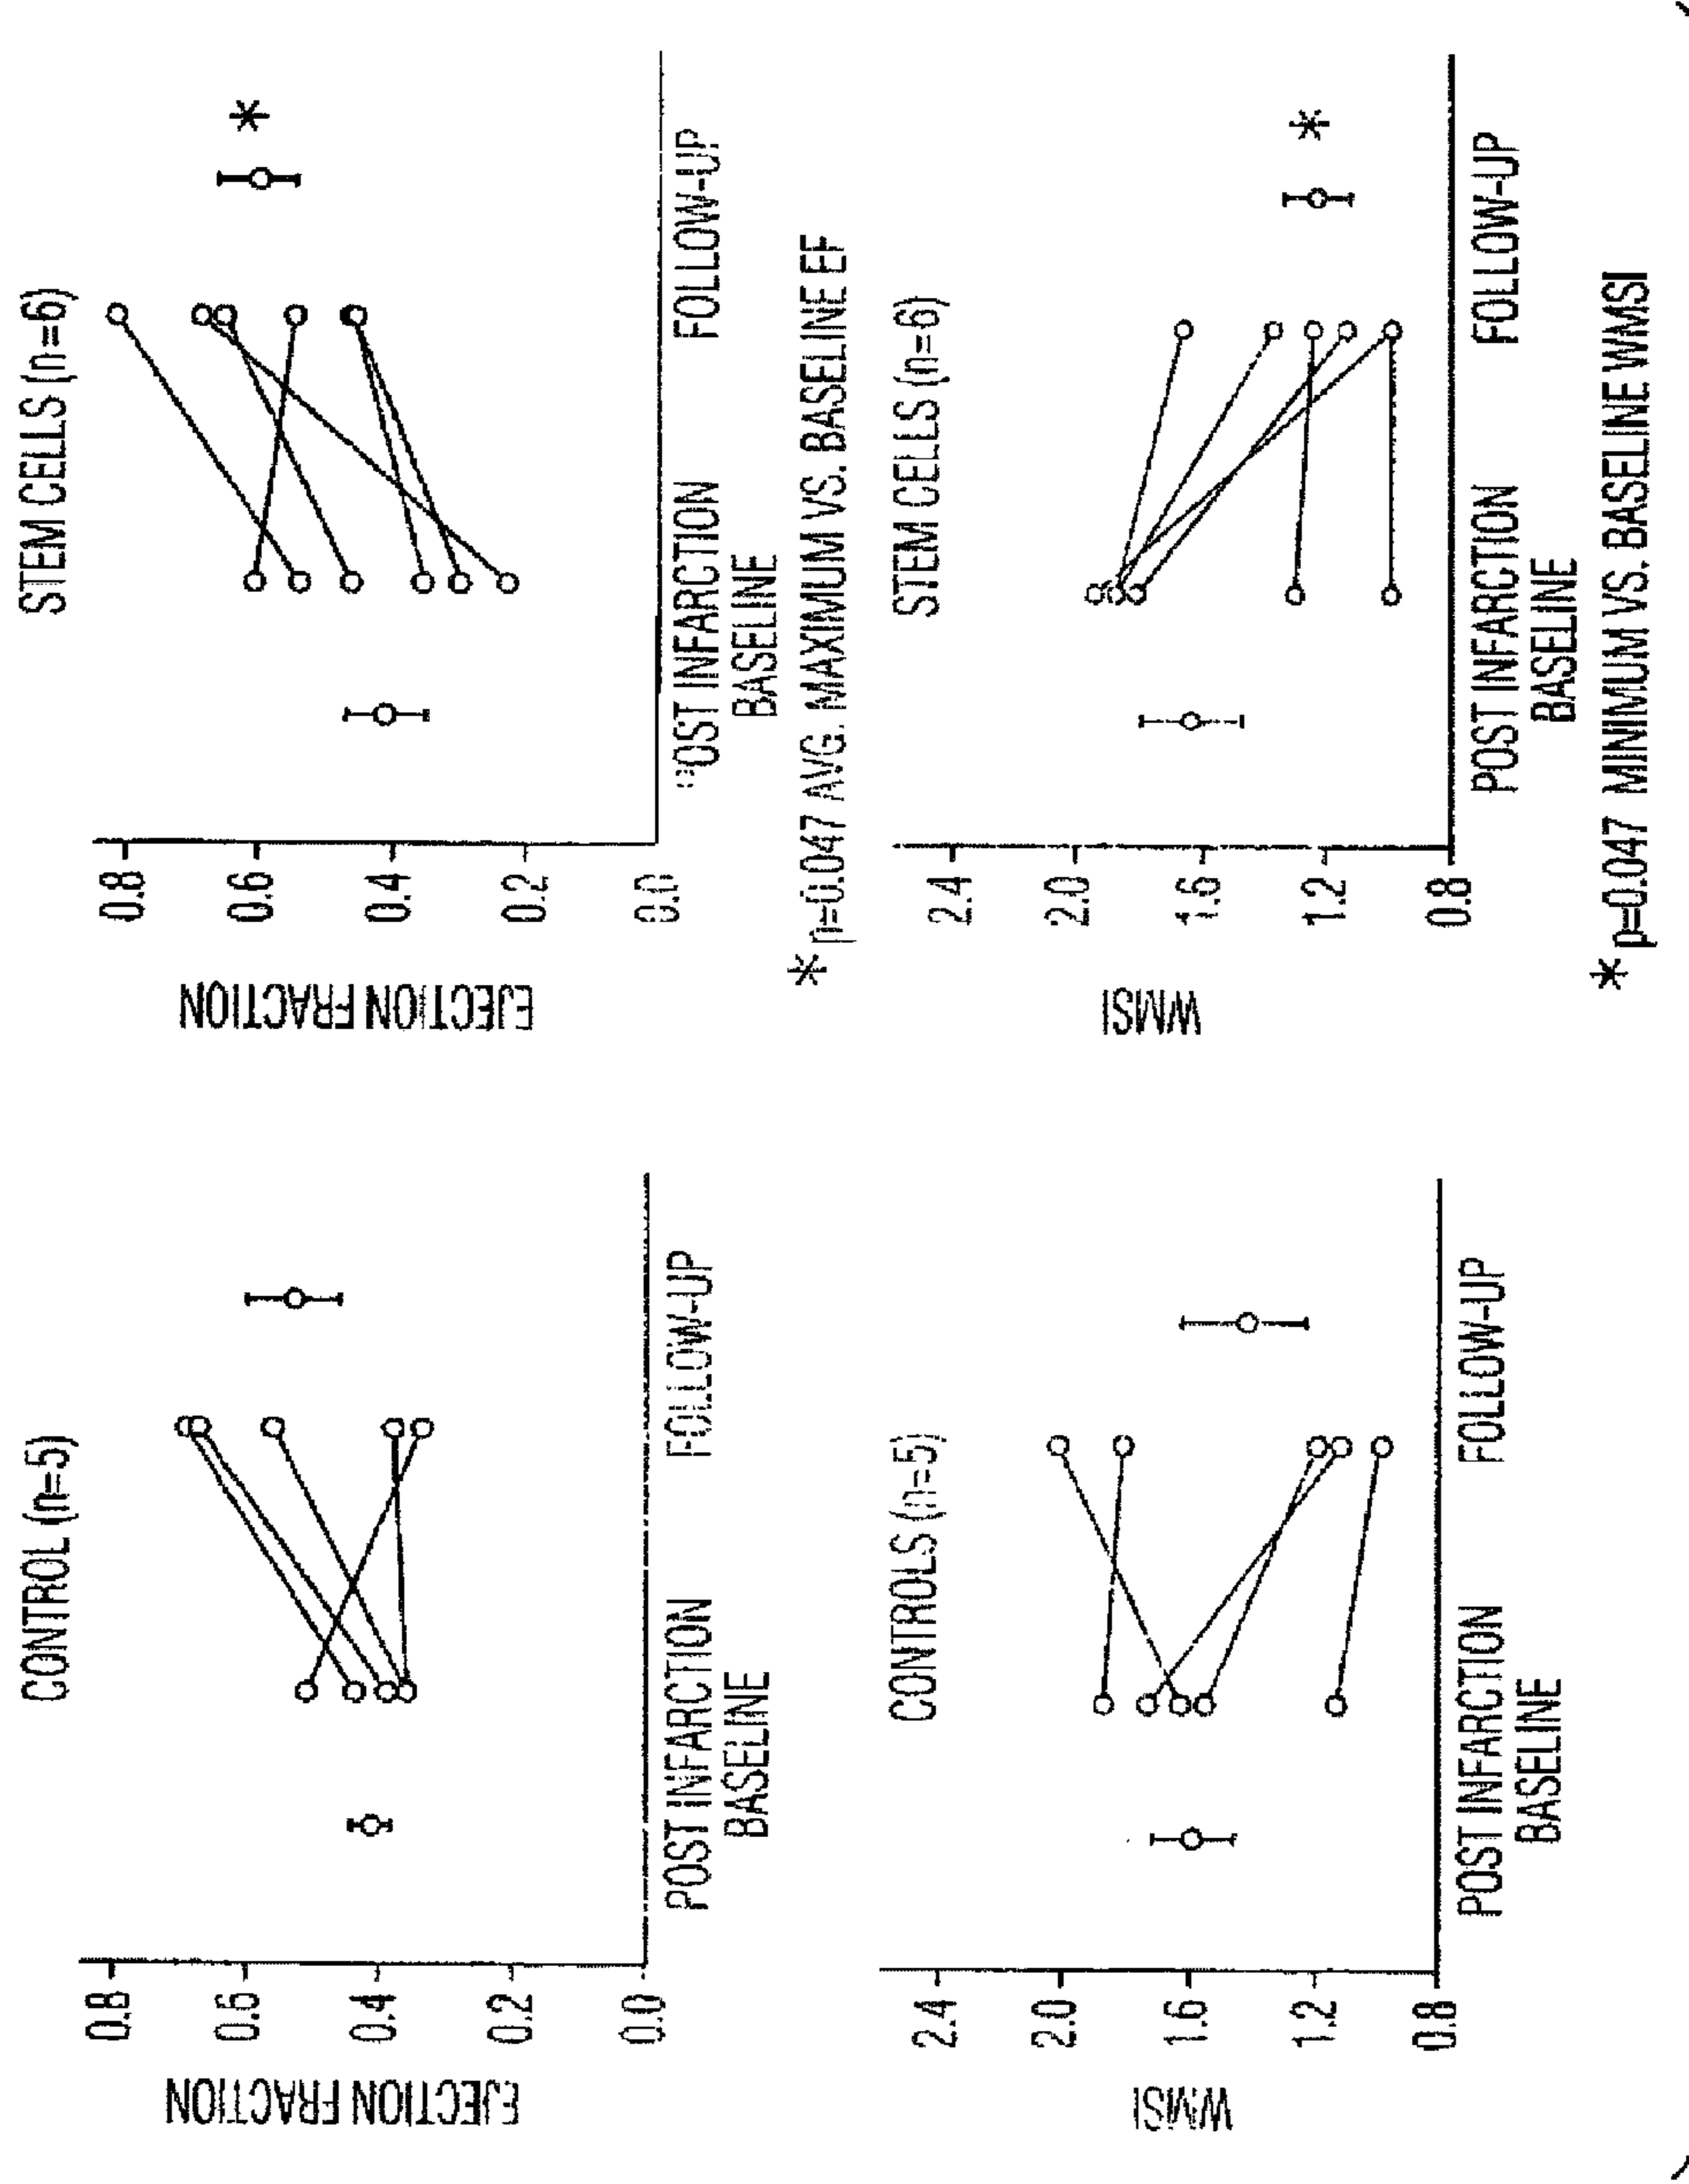 CONTROL (n=5)
EJECTION FRACTION
0.8
0.6
0.4
0.2
0.0
POST INFARCTION
BASELINE
FOLLOW-UP
STEM CELLS (n=6)
EJECTION FRACTION
0.8
0.6
0.4
0.2
0.0
*
POST INFARCTION
BASELINE
FOLLOW-UP
* p=0.047 AVG. MAXIMUM VS. BASELINE EF
CONTROLS (n=5)
WMSI
2.4
2.0
1.6
1.2
0.8
POST INFARCTION
BASELINE
FOLLOW-UP
STEM CELLS (n=6)
WMSI
2.4
2.0
1.6
1.2
0.8
*
POST INFARCTION
BASELINE
FOLLOW-UP
* p=0.047 MINIMUM VS. BASELINE WMSI